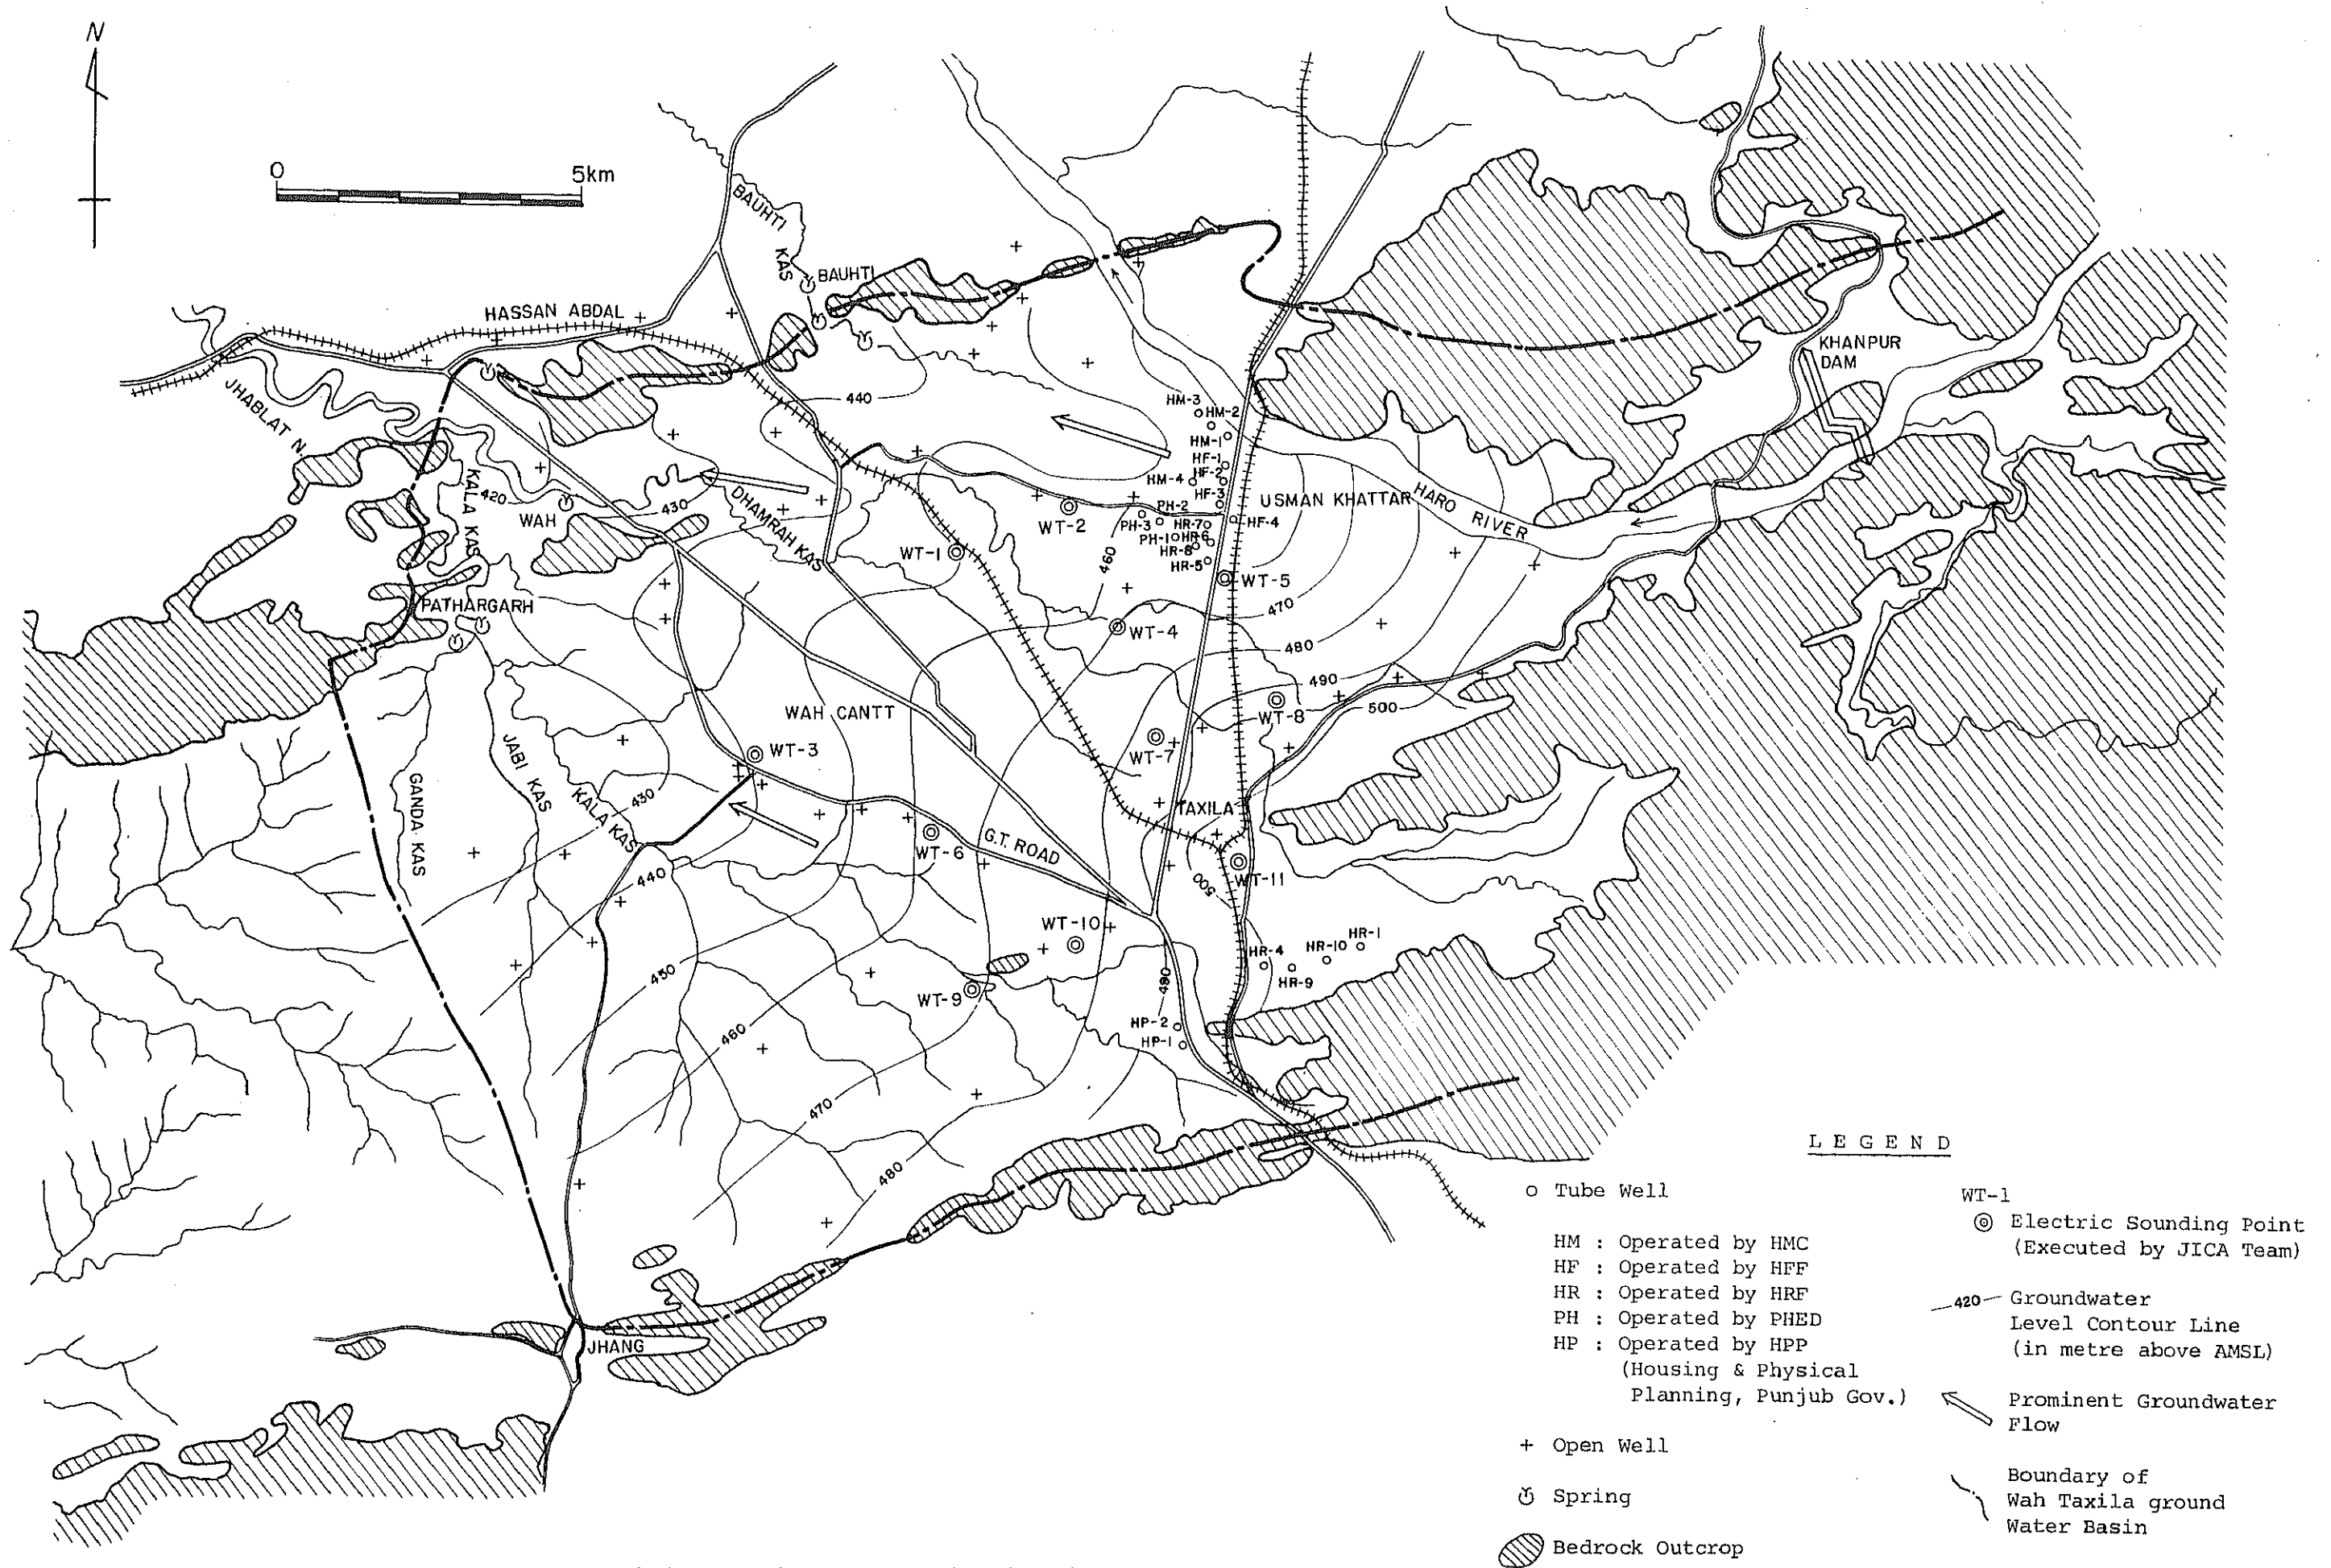 N
0 5km
BAUHTI
KAS
BAUHTI
HASSAN ABDAL
JHABLAT N.
KHANPUR
DAM
440
HM-3
HM-2
HM-1
HF-1
HF-2
HM-4
HF-3
USMAN KHATTAR
HARO RIVER
KALA KAS
420
WAH
430
DHAMRAH KAS
WT-2
PH-2
PH-3
HR-7
HF-4
PH-1
HR-6
HR-8
HR-5
WT-1
460
WT-5
470
PATHARGARH
WT-4
480
490
500
WT-8
WAH CANTT
WT-7
WT-3
JABI KAS
GANDA KAS
KALA KAS
430
TAXILA
WT-6
G.T. ROAD
440
500
WT-11
WT-10
HR-1
HR-10
HR-4
HR-9
450
490
WT-9
HP-2
HP-1
460
470
480
JHANG
LEGEND
Tube Well
HM : Operated by HMC
HF : Operated by HFF
HR : Operated by HRF
PH : Operated by PHED
HP : Operated by HPP
(Housing & Physical
Planning, Punjub Gov.)
+ Open Well
Spring
Bedrock Outcrop
WT-1
Electric Sounding Point
(Executed by JICA Team)
420 Groundwater
Level Contour Line
(in metre above AMSL)
Prominent Groundwater
Flow
Boundary of
Wah Taxila ground
Water Basin